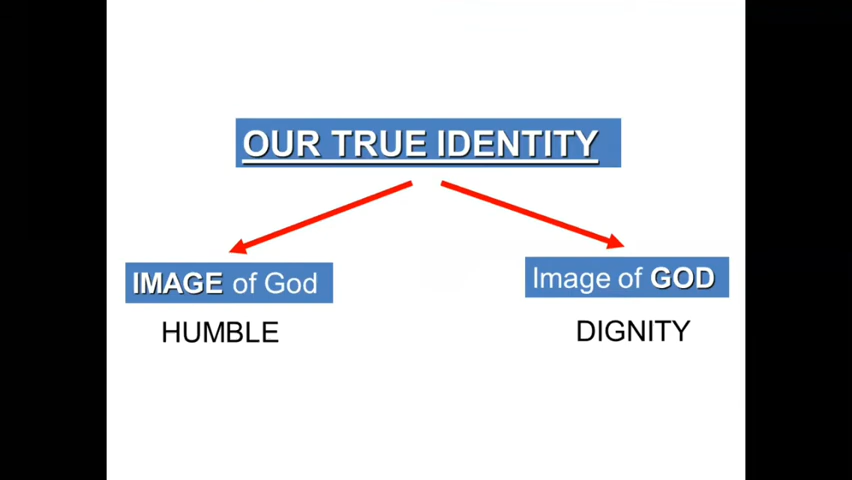 OUR TRUE IDENTITY
IMAGE of God
Image of GOD
HUMBLE
DIGNITY